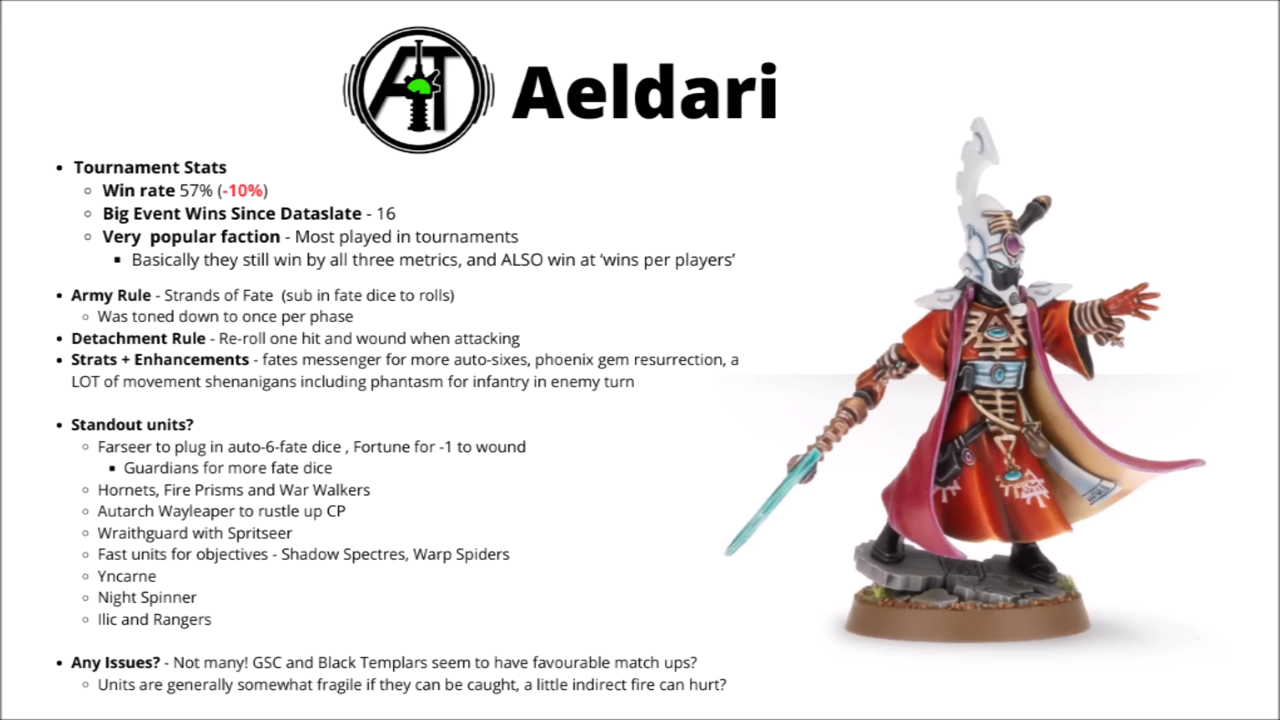 AT
Aeldari
• Tournament Stats
○ Win rate 57% (-10%)
○ Big Event Wins Since Dataslate - 16
○ Very  popular faction - Most played in tournaments
▪ Basically they still win by all three metrics, and ALSO win at ‘wins per players’
• Army Rule - Strands of Fate  (sub in fate dice to rolls)
○ Was toned down to once per phase
• Detachment Rule - Re-roll one hit and wound when attacking
• Strats + Enhancements - fates messenger for more auto-sixes, phoenix gem resurrection, a
LOT of movement shenanigans including phantasm for infantry in enemy turn
• Standout units?
○ Farseer to plug in auto-6-fate dice , Fortune for -1 to wound
▪ Guardians for more fate dice
○ Hornets, Fire Prisms and War Walkers
○ Autarch Wayleaper to rustle up CP
○ Wraithguard with Spritseer
○ Fast units for objectives - Shadow Spectres, Warp Spiders
○ Yncarne
○ Night Spinner
○ Ilic and Rangers
• Any Issues? - Not many! GSC and Black Templars seem to have favourable match ups?
○ Units are generally somewhat fragile if they can be caught, a little indirect fire can hurt?